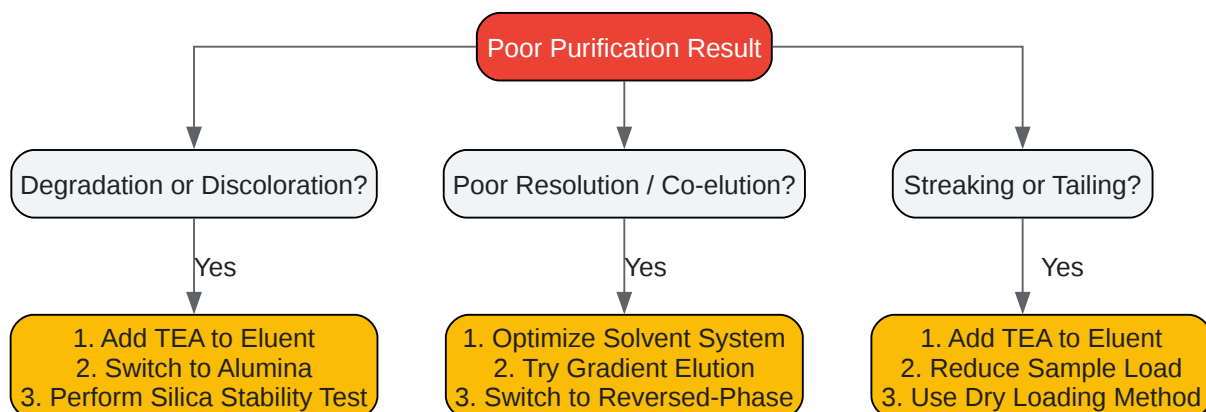 Poor Purification Result
Degradation or Discoloration?
Poor Resolution / Co-elution?
Streaking or Tailing?
Yes
Yes
Yes
1. Add TEA to Eluent
2. Switch to Alumina
3. Perform Silica Stability Test
1. Optimize Solvent System
2. Try Gradient Elution
3. Switch to Reversed-Phase
1. Add TEA to Eluent
2. Reduce Sample Load
3. Use Dry Loading Method